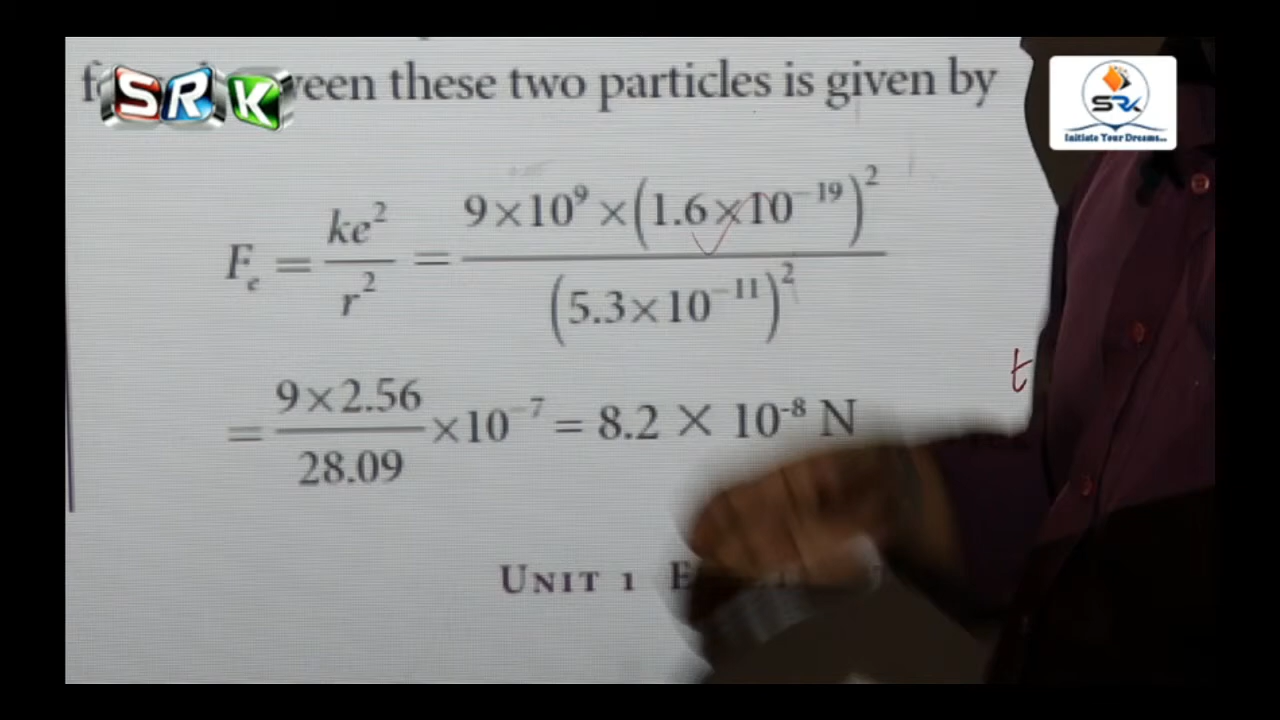 SRK
these two particles is given by
SRK
Initiate Your Dreams...
Fe = ke²/r² = 9×10⁹ ×(1.6×10⁻¹⁹)²/(5.3×10⁻¹¹)²
t
= 9×2.56/28.09 ×10⁻⁷ = 8.2 × 10⁻⁸ N
UNIT 1